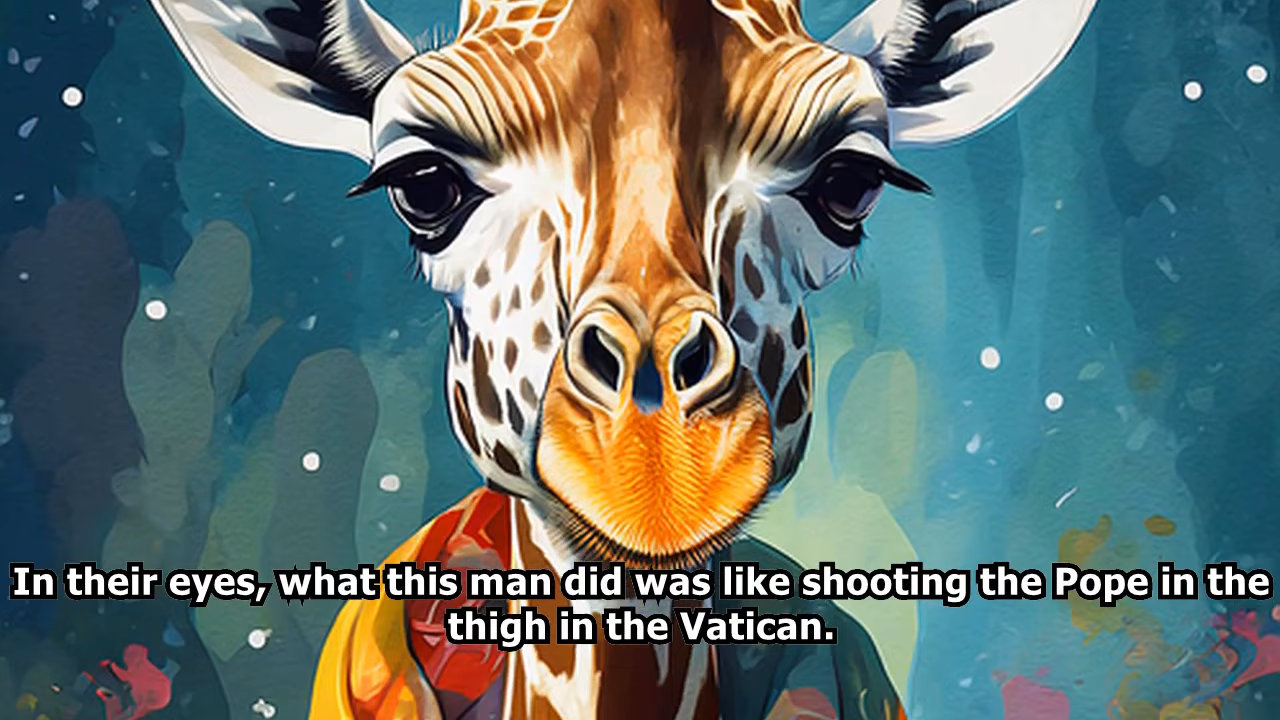 In their eyes, what this man did was like shooting the Pope in the
thigh in the Vatican.